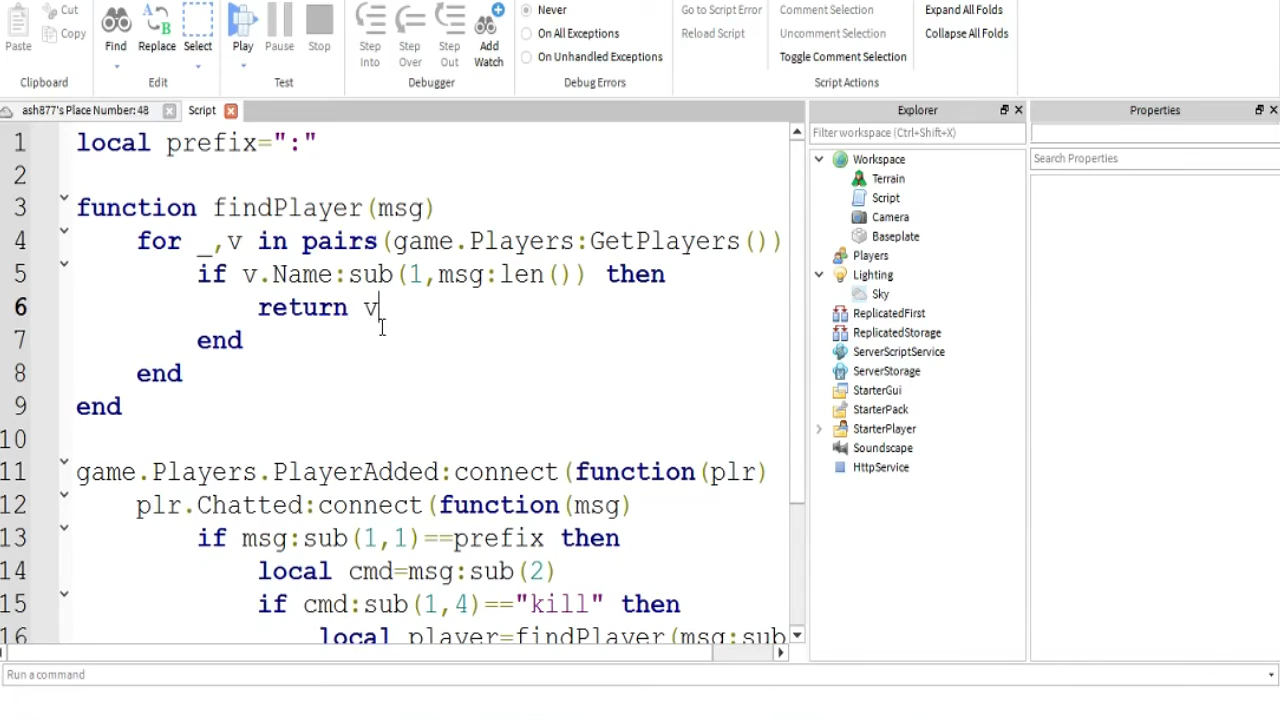 Cut
Copy
Paste
Clipboard
Find
Replace
Select
Edit
Play
Pause
Stop
Test
Step Into
Step Over
Step Out
Add Watch
Debugger
Never
On All Exceptions
On Unhandled Exceptions
Debug Errors
Go to Script Error
Reload Script
Comment Selection
Uncomment Selection
Toggle Comment Selection
Expand All Folds
Collapse All Folds
Script Actions
ash877's Place Number: 48
Script
1 local prefix=":"
2
3 function findPlayer(msg)
4 for _,v in pairs(game.Players:GetPlayers())
5 if v.Name:sub(1,msg:len()) then
6 return v
7 end
8 end
9 end
10
11 game.Players.PlayerAdded:connect(function(plr)
12 plr.Chatted:connect(function(msg)
13 if msg:sub(1,1)==prefix then
14 local cmd=msg:sub(2)
15 if cmd:sub(1,4)=="kill" then
16 local player=findPlayer(msg:sub
Run a command
Explorer
Filter workspace (Ctrl+Shift+X)
Workspace
Terrain
Script
Camera
Baseplate
Players
Lighting
Sky
ReplicatedFirst
ReplicatedStorage
ServerScriptService
ServerStorage
StarterGui
StarterPack
StarterPlayer
Soundscape
HttpService
Properties
Search Properties